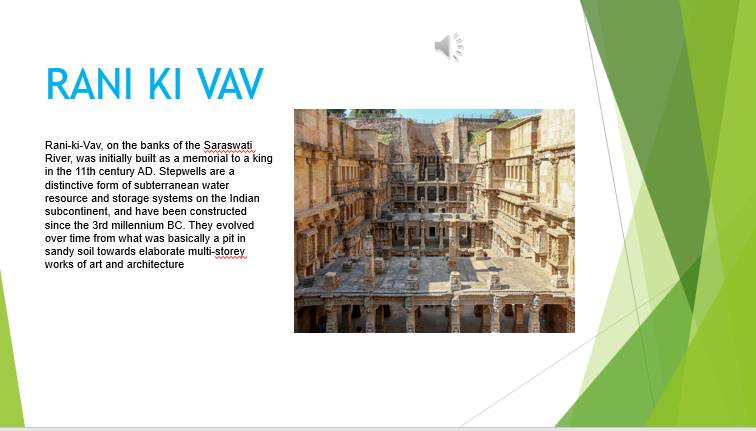 RANI KI VAV
Rani-ki-Vav, on the banks of the Saraswati
River, was initially built as a memorial to a king
in the 11th century AD. Stepwells are a
distinctive form of subterranean water
resource and storage systems on the Indian
subcontinent, and have been constructed
since the 3rd millennium BC. They evolved
over time from what was basically a pit in
sandy soil towards elaborate multi-storey
works of art and architecture